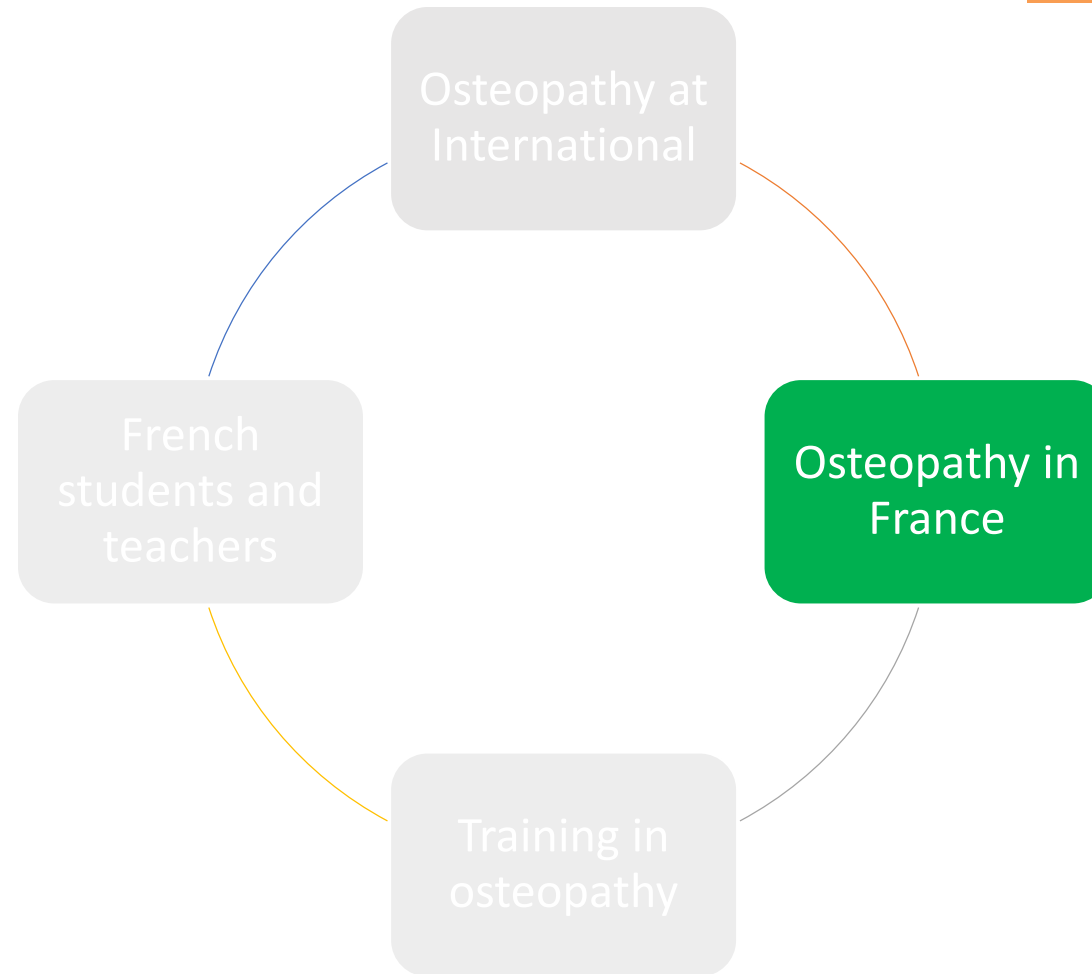 Osteopathy at
International
French
students and
teachers
Osteopathy in
France
Training in
osteopathy